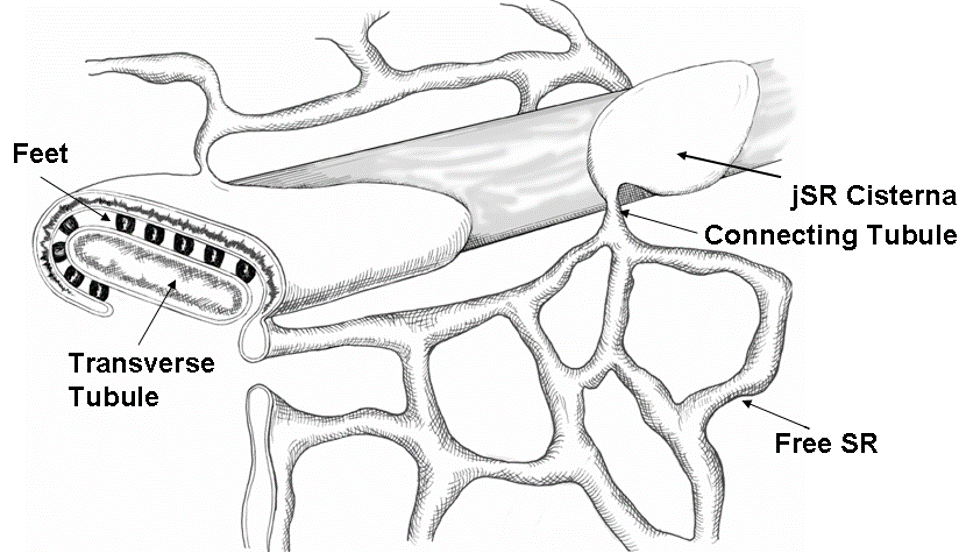 Feet
jSR Cisterna
Connecting Tubule
Transverse
Tubule
Free SR